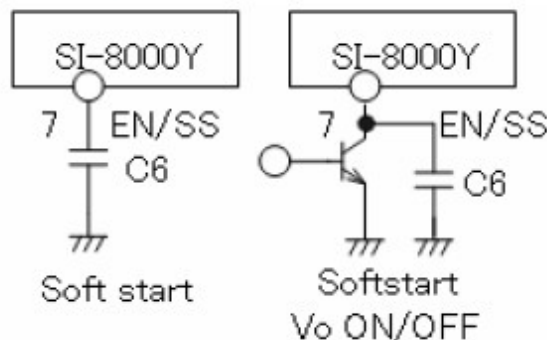 SI-8000Y
7 EN/SS
C6
Soft start
SI-8000Y
7 EN/SS
C6
Softstart
Vo ON/OFF